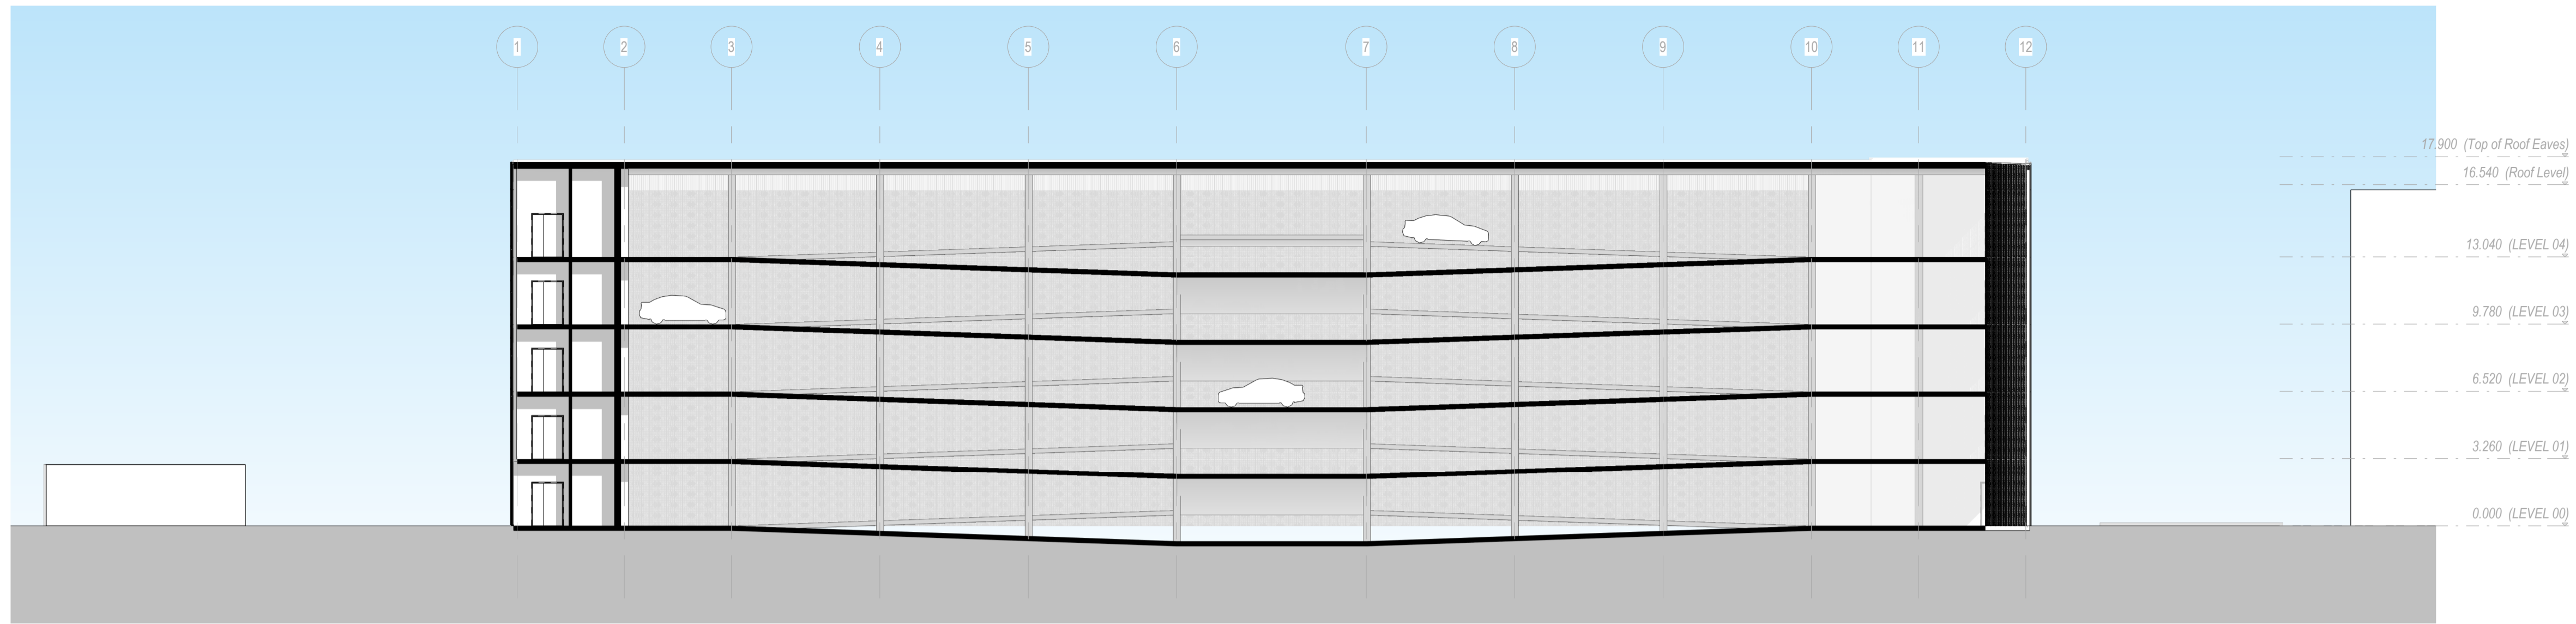 1 2 3 4 5 6 7 8 9 10 11 12
17.900 (Top of Roof Eaves)
16.540 (Roof Level)
13.040 (LEVEL 04)
9.780 (LEVEL 03)
6.520 (LEVEL 02)
3.260 (LEVEL 01)
0.000 (LEVEL 00)